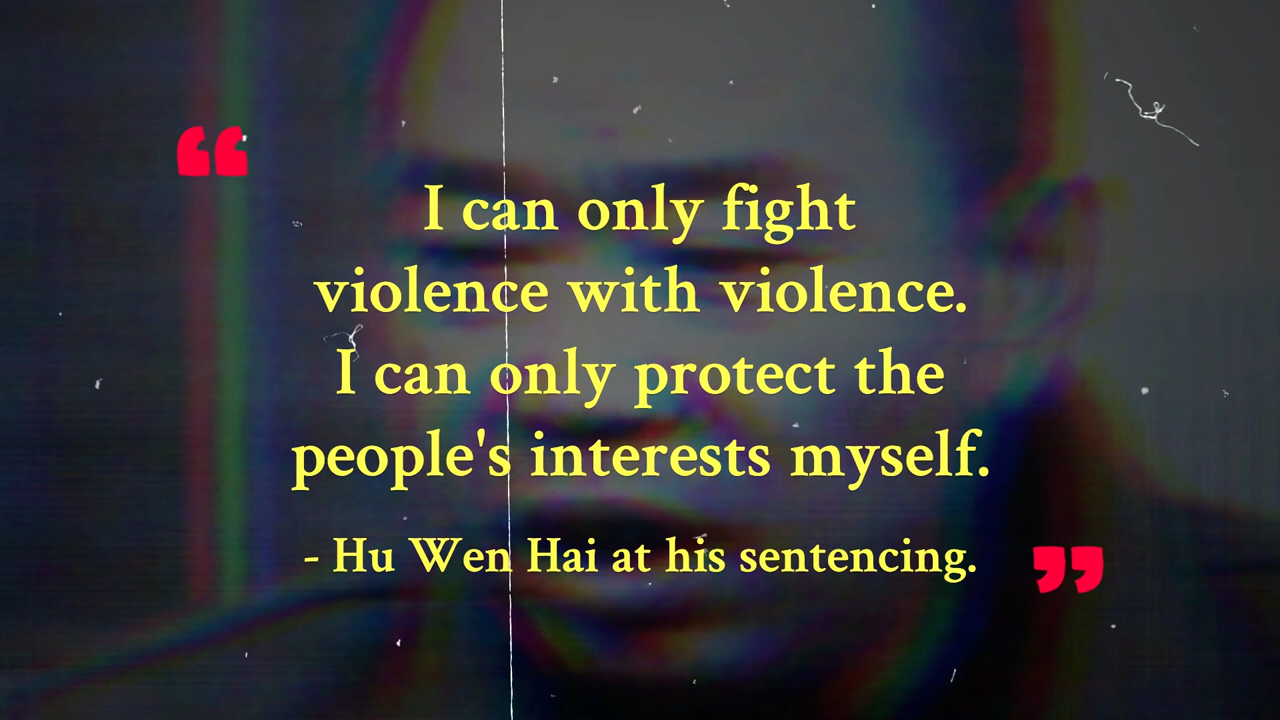 “
I can only fight
violence with violence.
I can only protect the
people's interests myself.
- Hu Wen Hai at his sentencing.
”